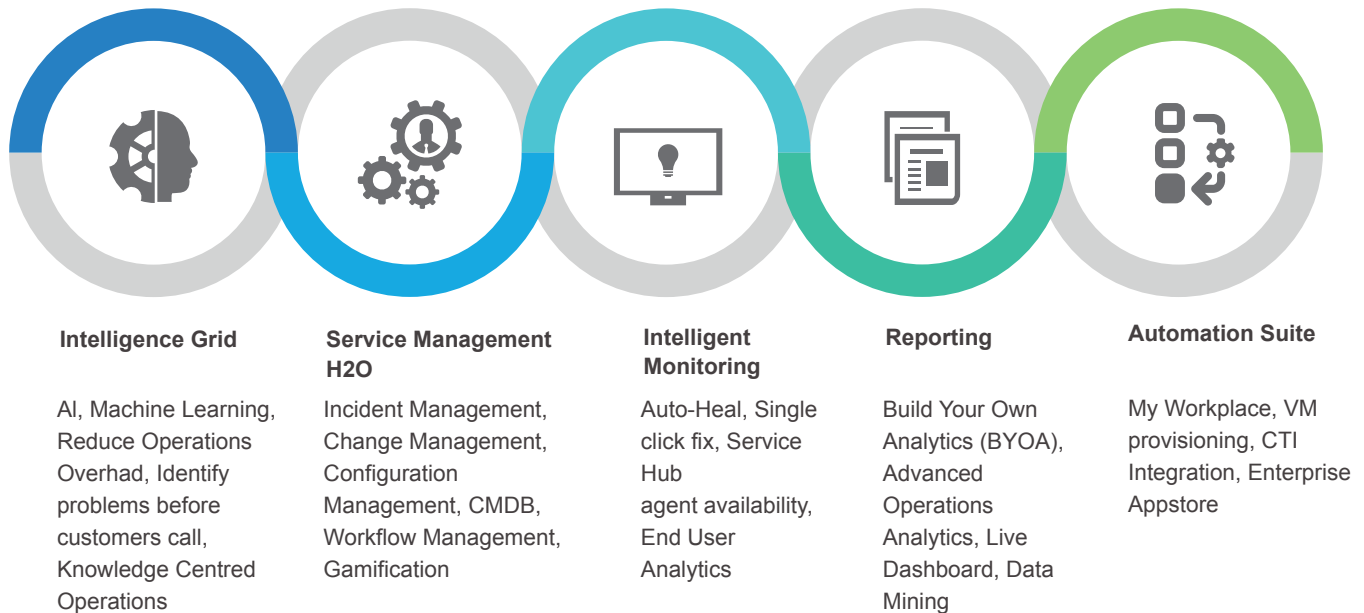 Intelligence Grid
AI, Machine Learning,
Reduce Operations
Overhad, Identify
problems before
customers call,
Knowledge Centred
Operations
Service Management
H2O
Incident Management,
Change Management,
Configuration
Management, CMDB,
Workflow Management,
Gamification
Intelligent
Monitoring
Auto-Heal, Single
click fix, Service
Hub
agent availability,
End User
Analytics
Reporting
Build Your Own
Analytics (BYOA),
Advanced
Operations
Analytics, Live
Dashboard, Data
Mining
Automation Suite
My Workplace, VM
provisioning, CTI
Integration, Enterprise
Appstore